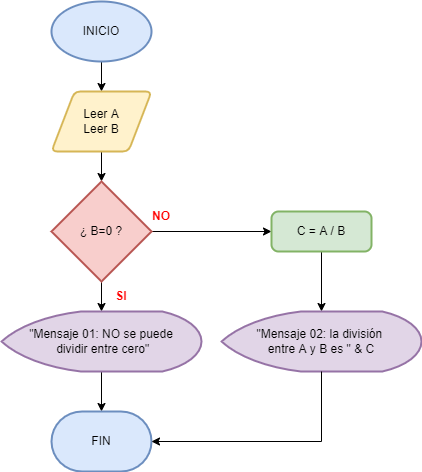 INICIO
Leer A
Leer B
¿ B=0 ?
NO
C = A / B
SI
"Mensaje 01: NO se puede
dividir entre cero"
"Mensaje 02: la división
entre A y B es " & C
FIN